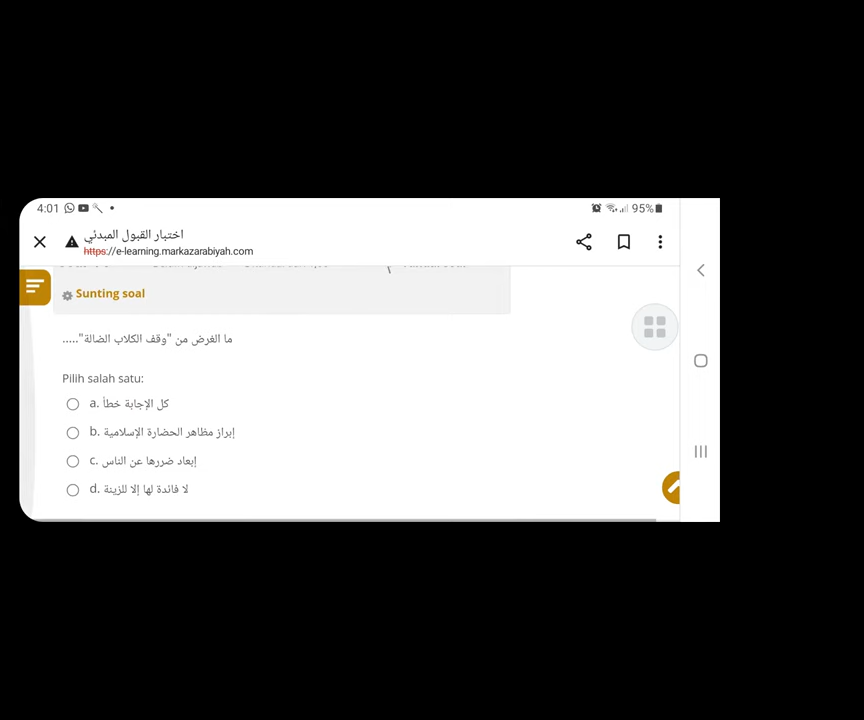 4:01 95%
اختبار القبول المبدئي
https://e-learning.markazarabiyah.com
Sunting soal
ما الغرض من "وقف الكلاب الضالة".....
Pilih salah satu:
a. كل الإجابة خطأ
b. إبراز مظاهر الحضارة الإسلامية
c. إبعاد ضررها عن الناس
d. لا فائدة لها إلا للزينة